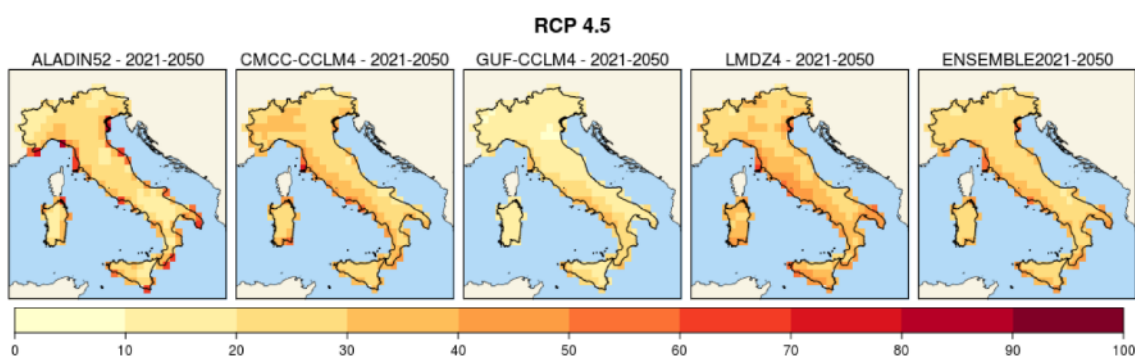 RCP 4.5
ALADIN52 - 2021-2050 CMCC-CCLM4 - 2021-2050 GUF-CCLM4 - 2021-2050 LMDZ4 - 2021-2050 ENSEMBLE2021-2050
0 10 20 30 40 50 60 70 80 90 100